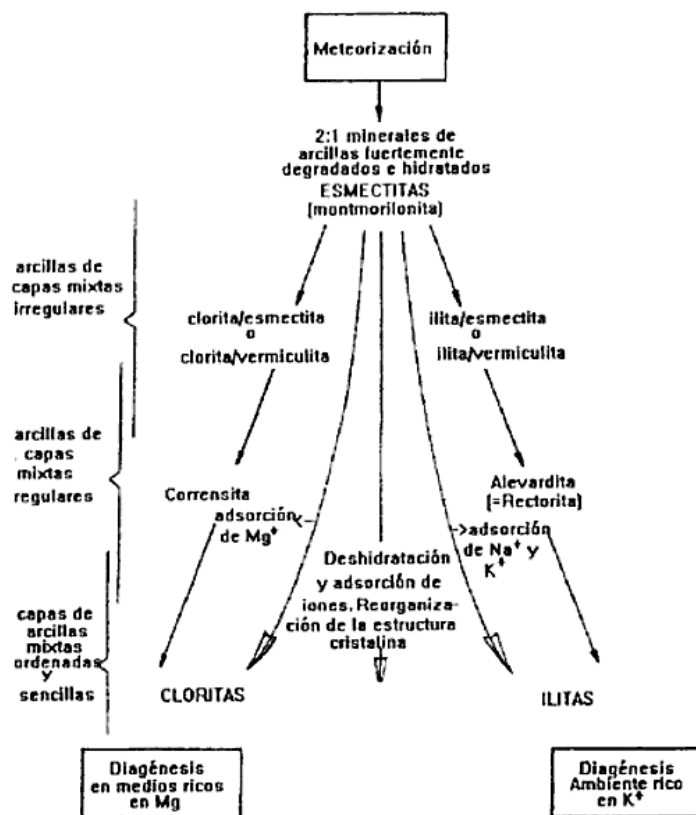 Meteorización
2:1 minerales de
arcillas fuertemente
degradados e hidratados
ESMECTITAS
(montmorilonita)
arcillas de
capas mixtas
irregulares
clorita/esmectita
o
clorita/vermiculita
ilita/esmectita
o
ilita/vermiculita
arcillas de
capas
mixtas
regulares
Corrensita
adsorción
de Mg+
Alevardita
(=Rectorita)
adsorción
de Na+ y
K+
Deshidratación
y adsorción de
iones. Reorganiza-
ción de la estructura
cristalina
capas de
arcillas
mixtas
ordenadas
y
sencillas
CLORITAS
ILITAS
Diagénesis
en medios ricos
en Mg
Diagénesis
Ambiente rico
en K+